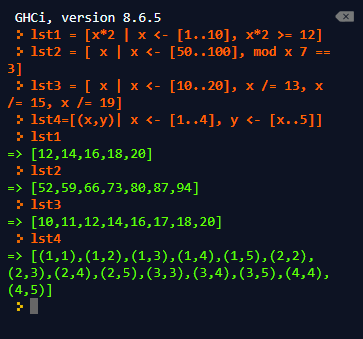 GHCi, version 8.6.5
> lst1 = [x*2 | x <- [1..10], x*2 >= 12]
> lst2 = [ x | x <- [50..100], mod x 7 ==
3]
> lst3 = [ x | x <- [10..20], x /= 13, x
/= 15, x /= 19]
> lst4=[(x,y)| x <- [1..4], y <- [x..5]]
> lst1
=> [12,14,16,18,20]
> lst2
=> [52,59,66,73,80,87,94]
> lst3
=> [10,11,12,14,16,17,18,20]
> lst4
=> [(1,1),(1,2),(1,3),(1,4),(1,5),(2,2),
(2,3),(2,4),(2,5),(3,3),(3,4),(3,5),(4,4),
(4,5)]
>